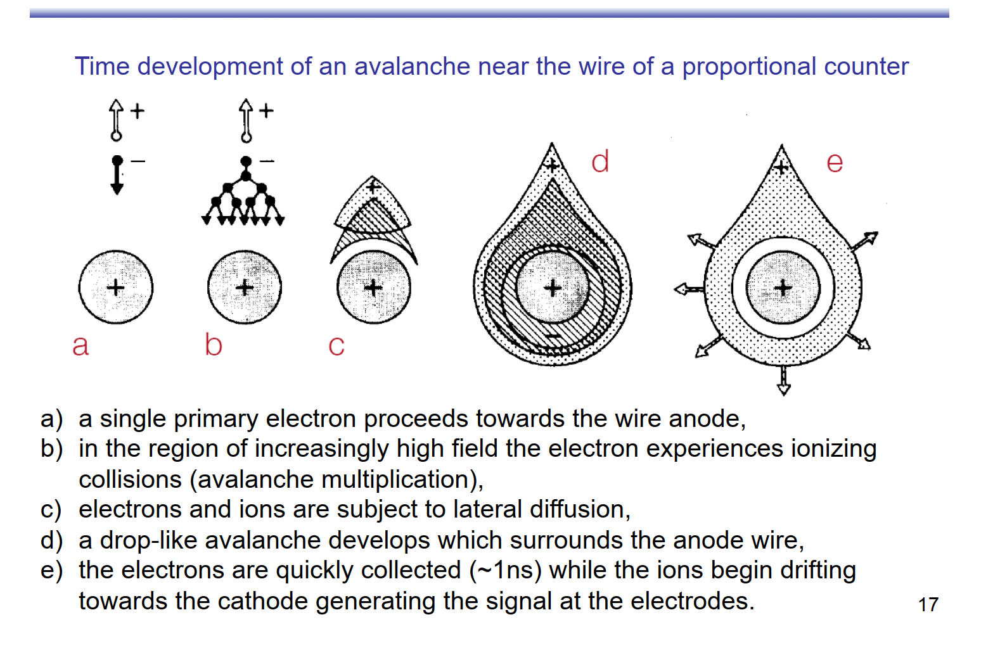 Time development of an avalanche near the wire of a proportional counter
+ +
− −
d e
+ + +
+ + + + +
−
a b c
a) a single primary electron proceeds towards the wire anode,
b) in the region of increasingly high field the electron experiences ionizing
collisions (avalanche multiplication),
c) electrons and ions are subject to lateral diffusion,
d) a drop-like avalanche develops which surrounds the anode wire,
e) the electrons are quickly collected (~1ns) while the ions begin drifting
towards the cathode generating the signal at the electrodes.
17